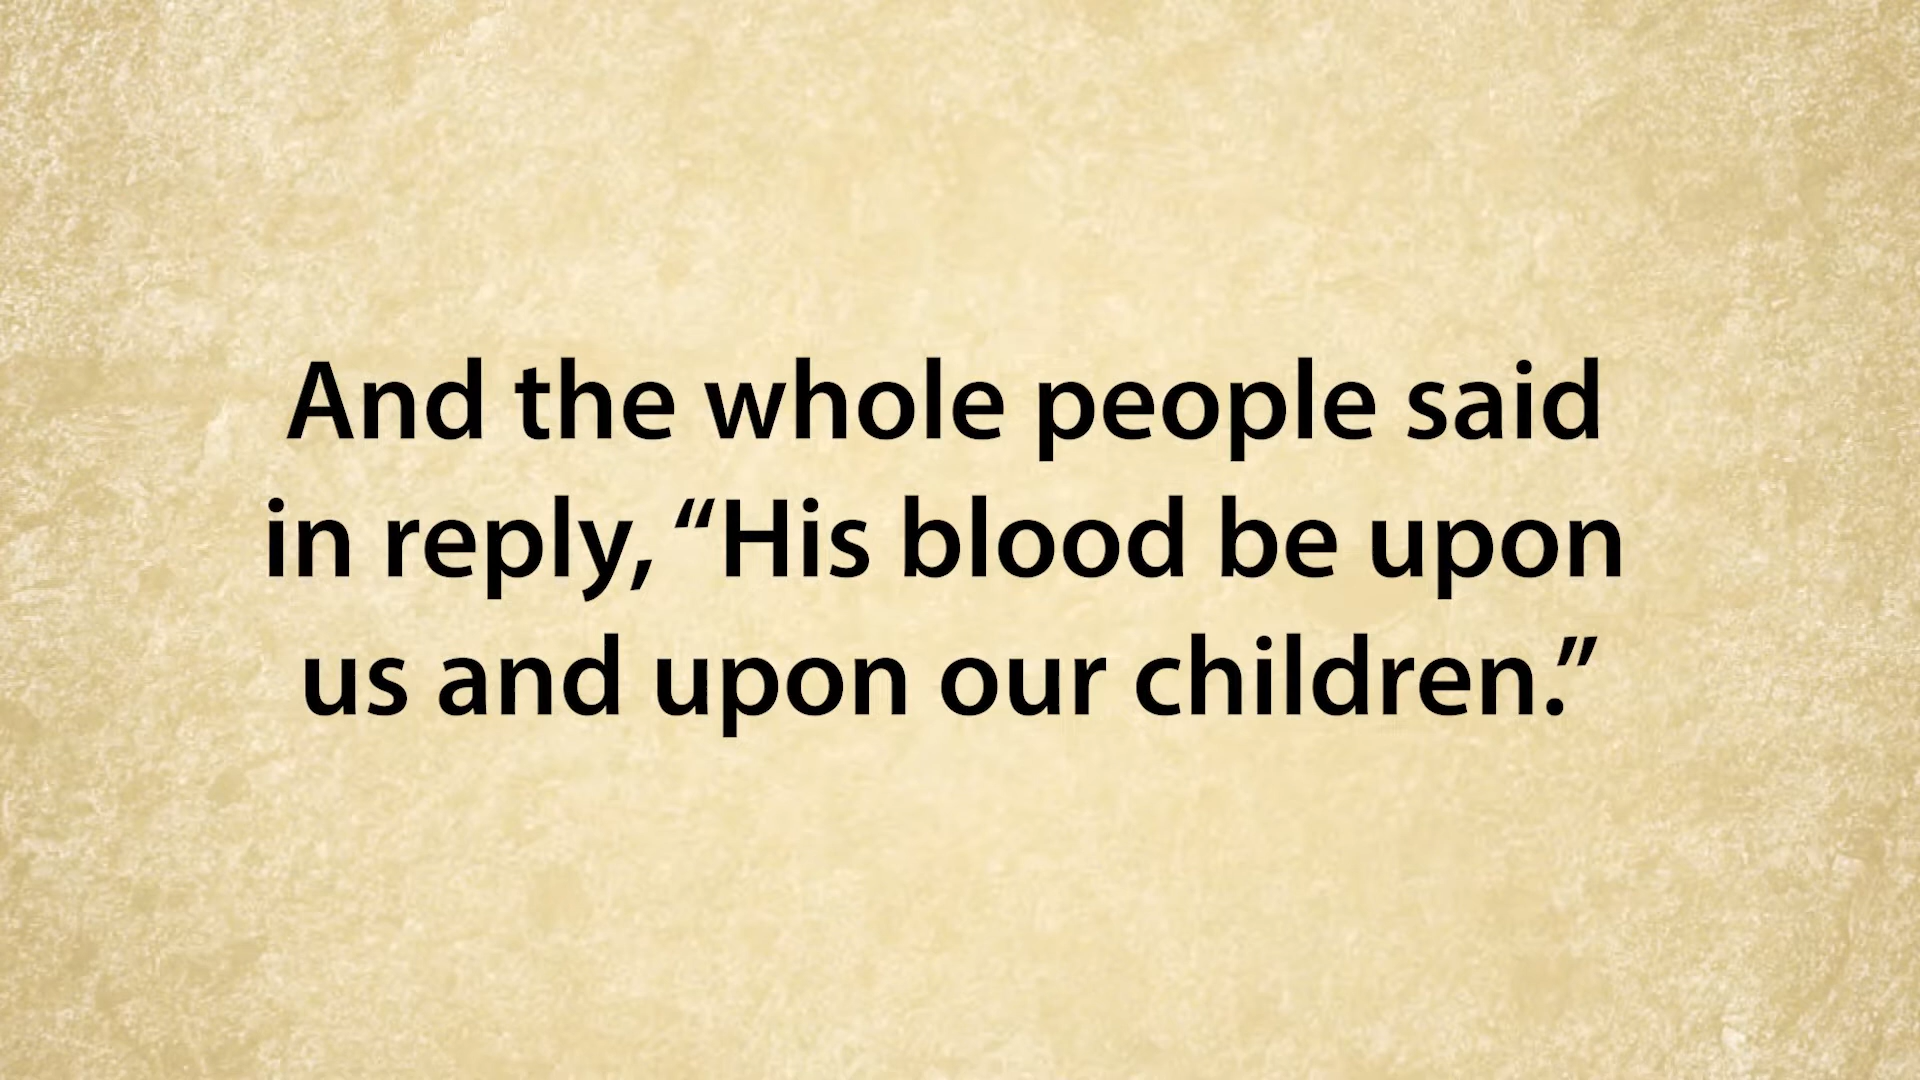 And the whole people said
in reply, “His blood be upon
us and upon our children.”